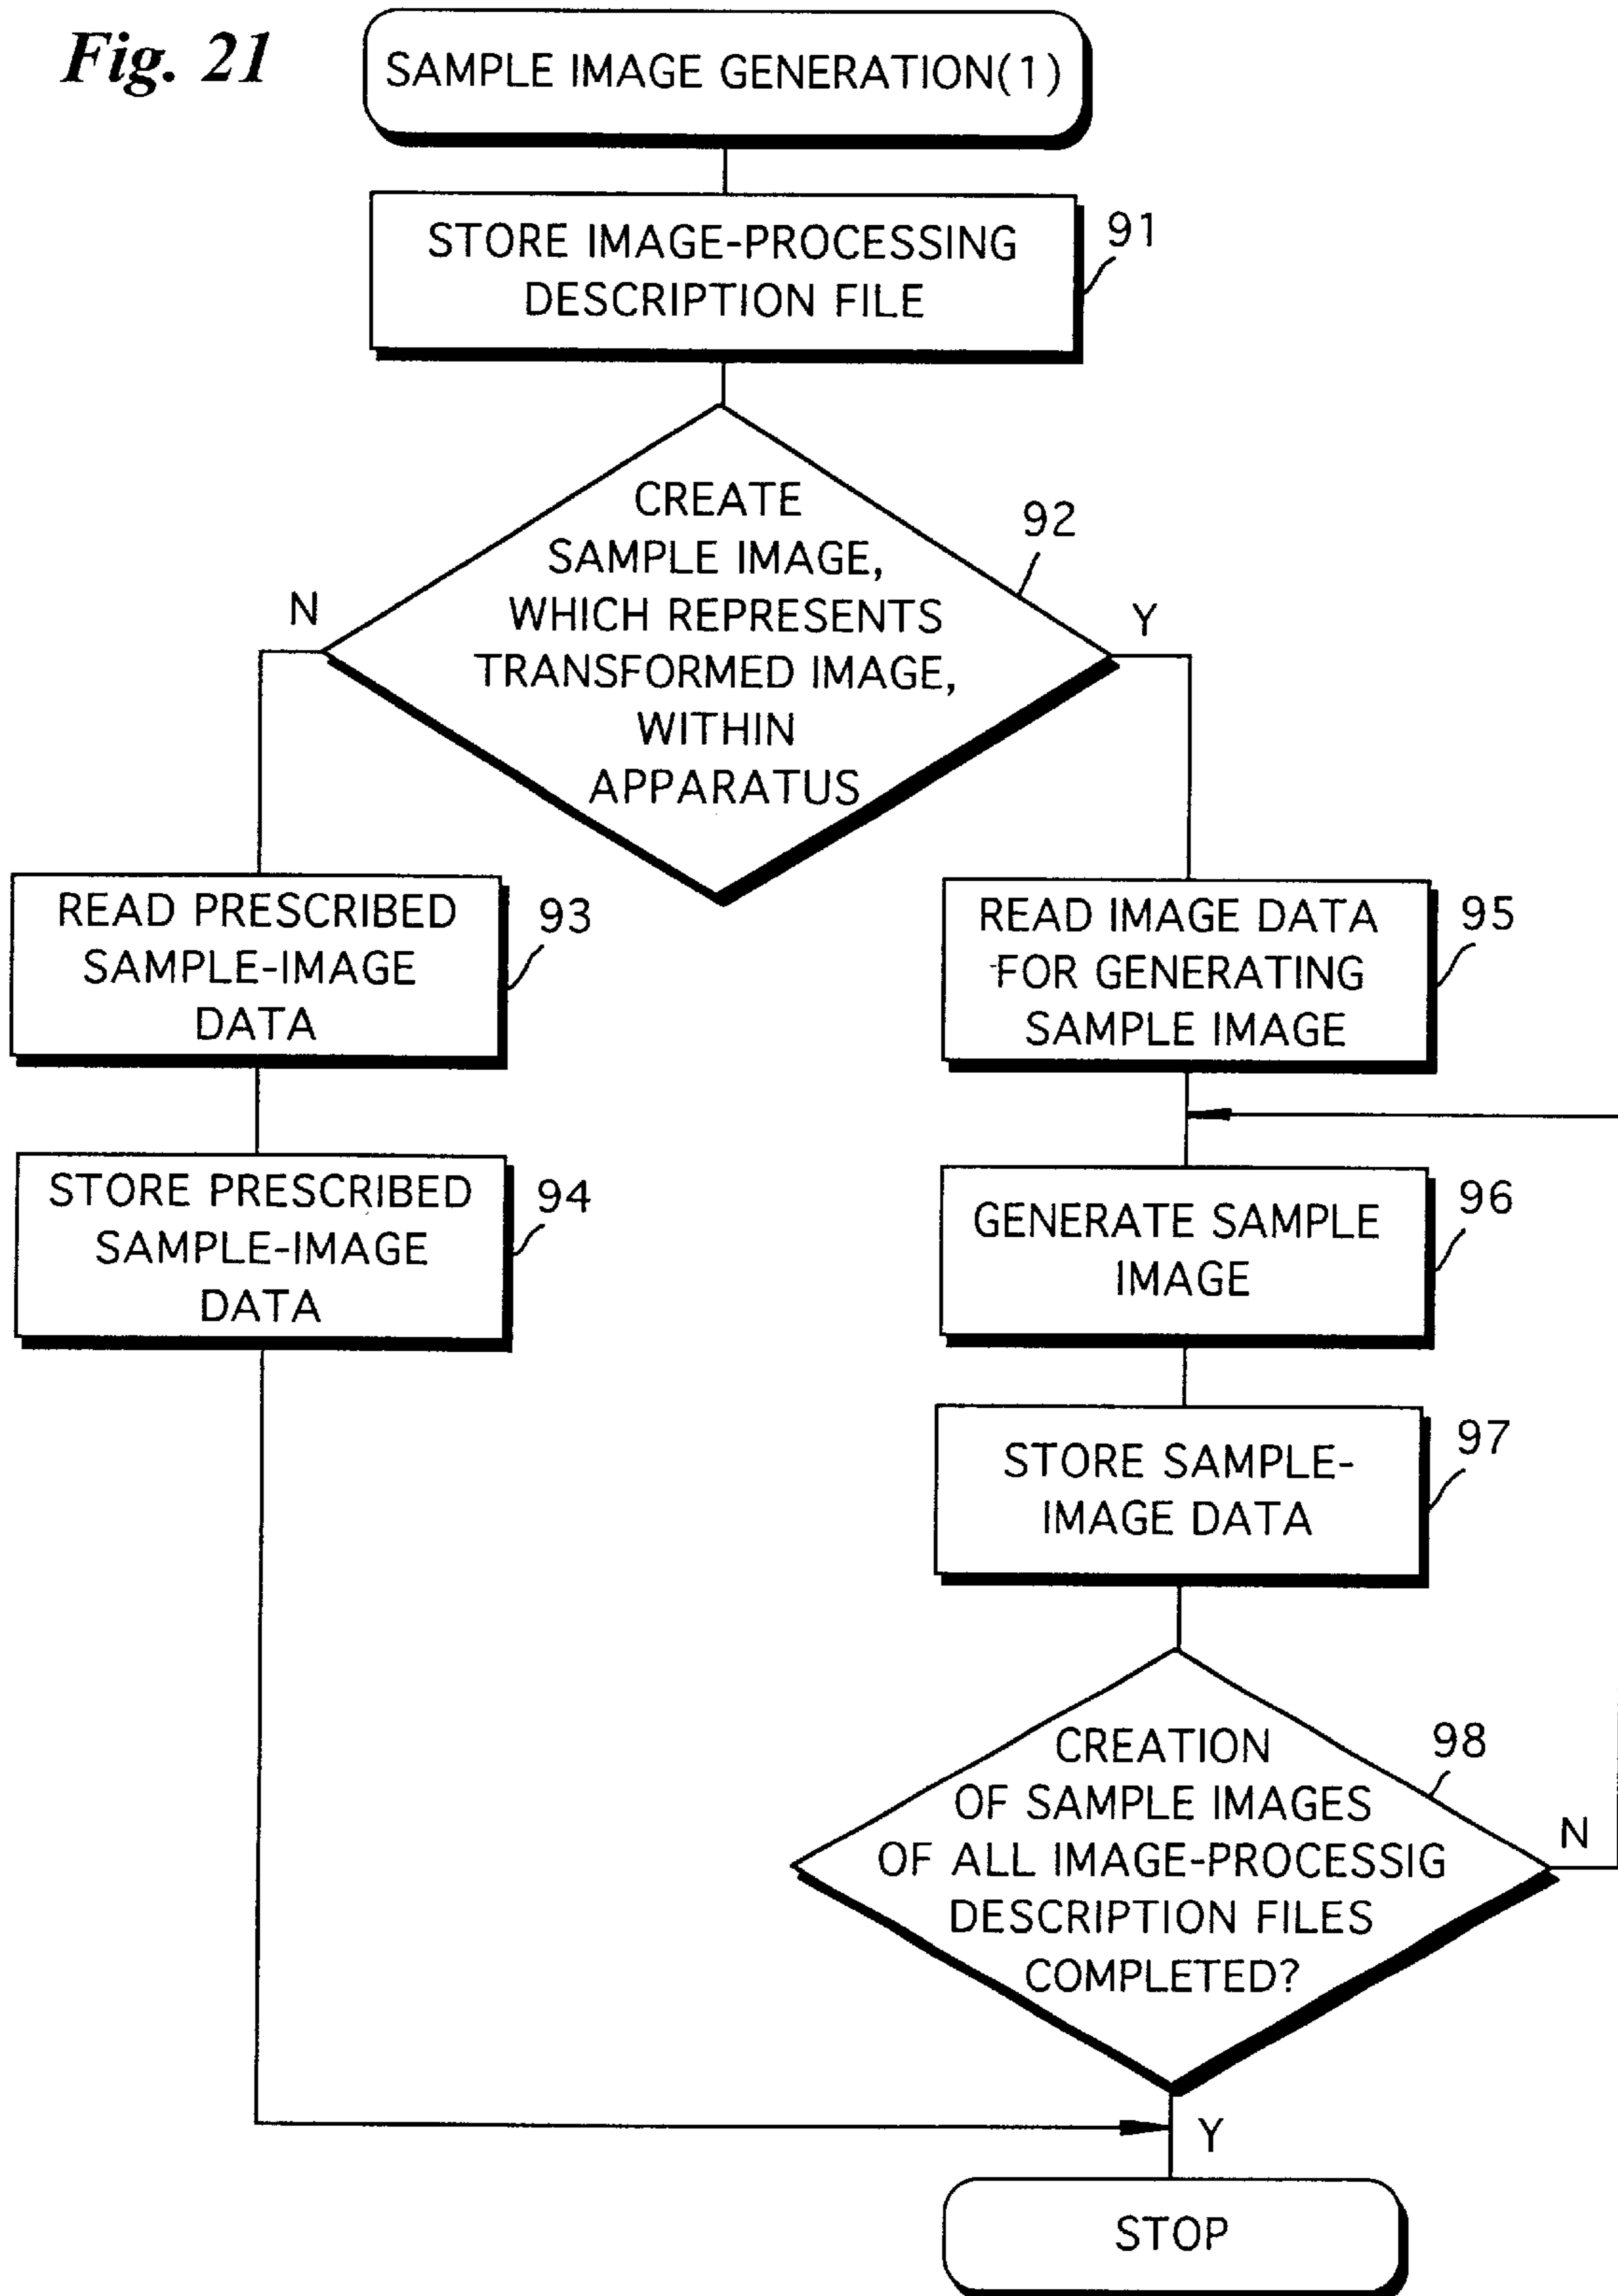 Fig. 21
SAMPLE IMAGE GENERATION(1)
STORE IMAGE-PROCESSING
DESCRIPTION FILE
91
CREATE
SAMPLE IMAGE,
WHICH REPRESENTS
TRANSFORMED IMAGE,
WITHIN
APPARATUS
92
N
Y
READ PRESCRIBED
SAMPLE-IMAGE
DATA
93
STORE PRESCRIBED
SAMPLE-IMAGE
DATA
94
READ IMAGE DATA
FOR GENERATING
SAMPLE IMAGE
95
GENERATE SAMPLE
IMAGE
96
STORE SAMPLE-
IMAGE DATA
97
CREATION
OF SAMPLE IMAGES
OF ALL IMAGE-PROCESSIG
DESCRIPTION FILES
COMPLETED?
98
N
Y
STOP